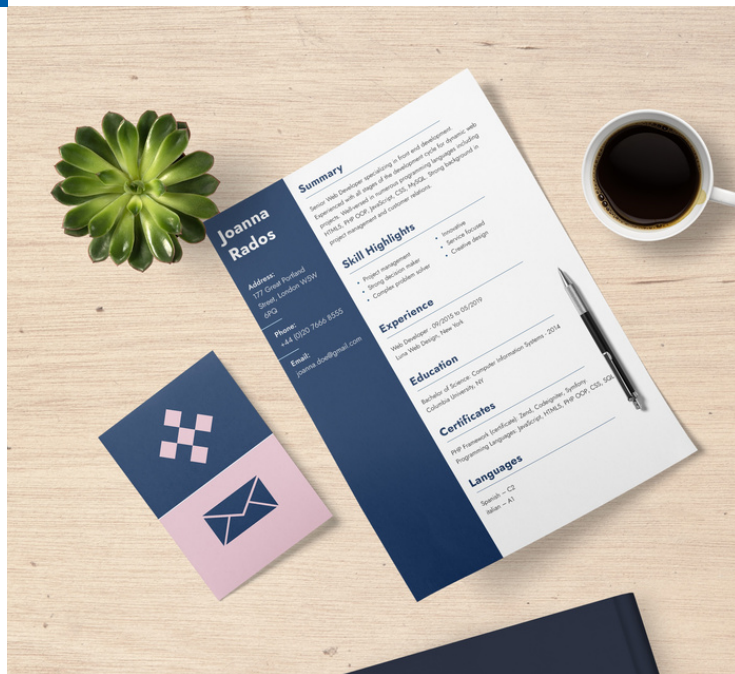 Joanna
Rados
Address:
177 Great Portland
Street, London W5W
6PQ
Phone:
+44 (0)20 7666 8555
Email:
joanna.doe@gmail.com
Summary
Senior Web Developer specializing in front end development.
Experienced with all stages of the development cycle for dynamic web
projects. Well-versed in numerous programming languages including
HTML5, PHP OOP, JavaScript, CSS, MySQL. Strong background in
project management and customer relations.
Skill Highlights
• Project management
• Strong decision maker
• Complex problem solver
• Innovative
• Service focused
• Creative design
Experience
Web Developer - 09/2015 to 05/2019
Luna Web Design, New York
Education
Bachelor of Science: Computer Information Systems - 2014
Columbia University, NY
Certificates
PHP Framework (certificate): Zend, Codeigniter, Symfony
Programming Languages: JavaScript, HTML5, PHP OOP, CSS, SQL
Languages
Spanish – C2
Italian – A1